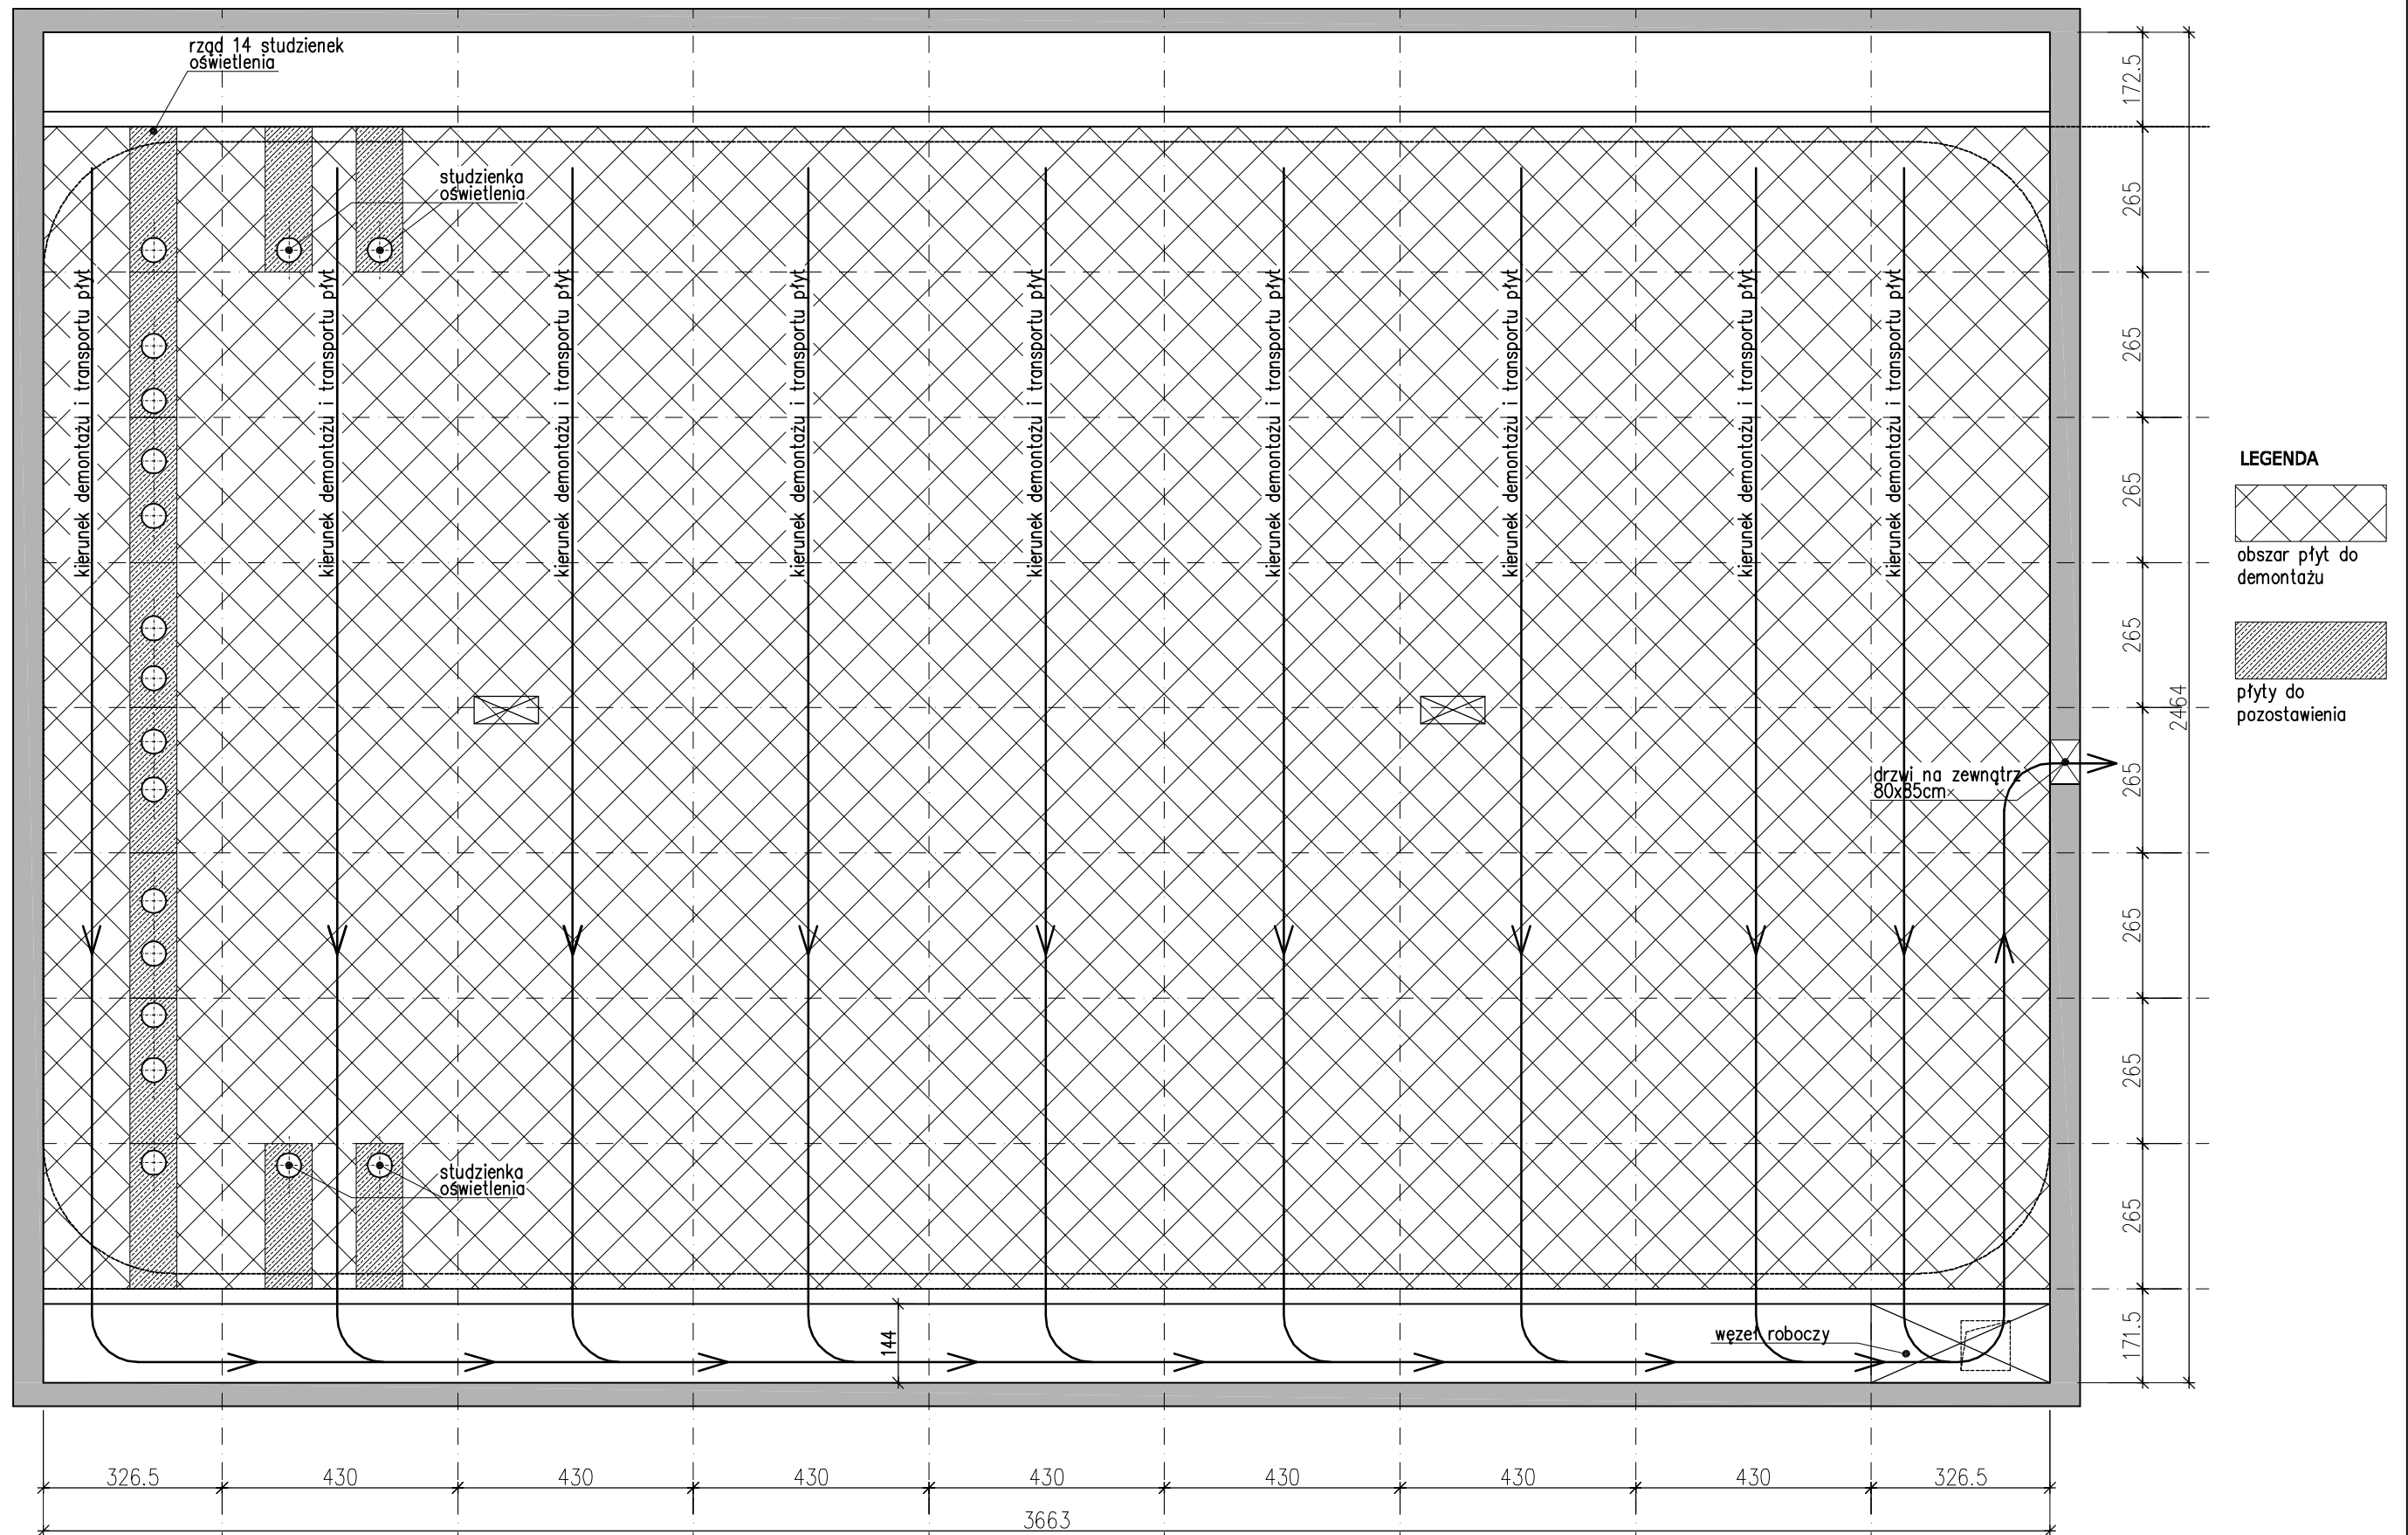 rząd 14 studzienek
oświetlenia
studzienka
oświetlenia
kierunek demontażu i transportu płyt
kierunek demontażu i transportu płyt
kierunek demontażu i transportu płyt
kierunek demontażu i transportu płyt
kierunek demontażu i transportu płyt
kierunek demontażu i transportu płyt
kierunek demontażu i transportu płyt
kierunek demontażu i transportu płyt
kierunek demontażu i transportu płyt
drzwi na zewnątrz
80x85cm
studzienka
oświetlenia
węzeł roboczy
144
172.5
265
265
265
265
265
265
265
265
171.5
2464
LEGENDA
obszar płyt do
demontażu
płyty do
pozostawienia
326.5
430
430
430
430
430
430
430
326.5
3663